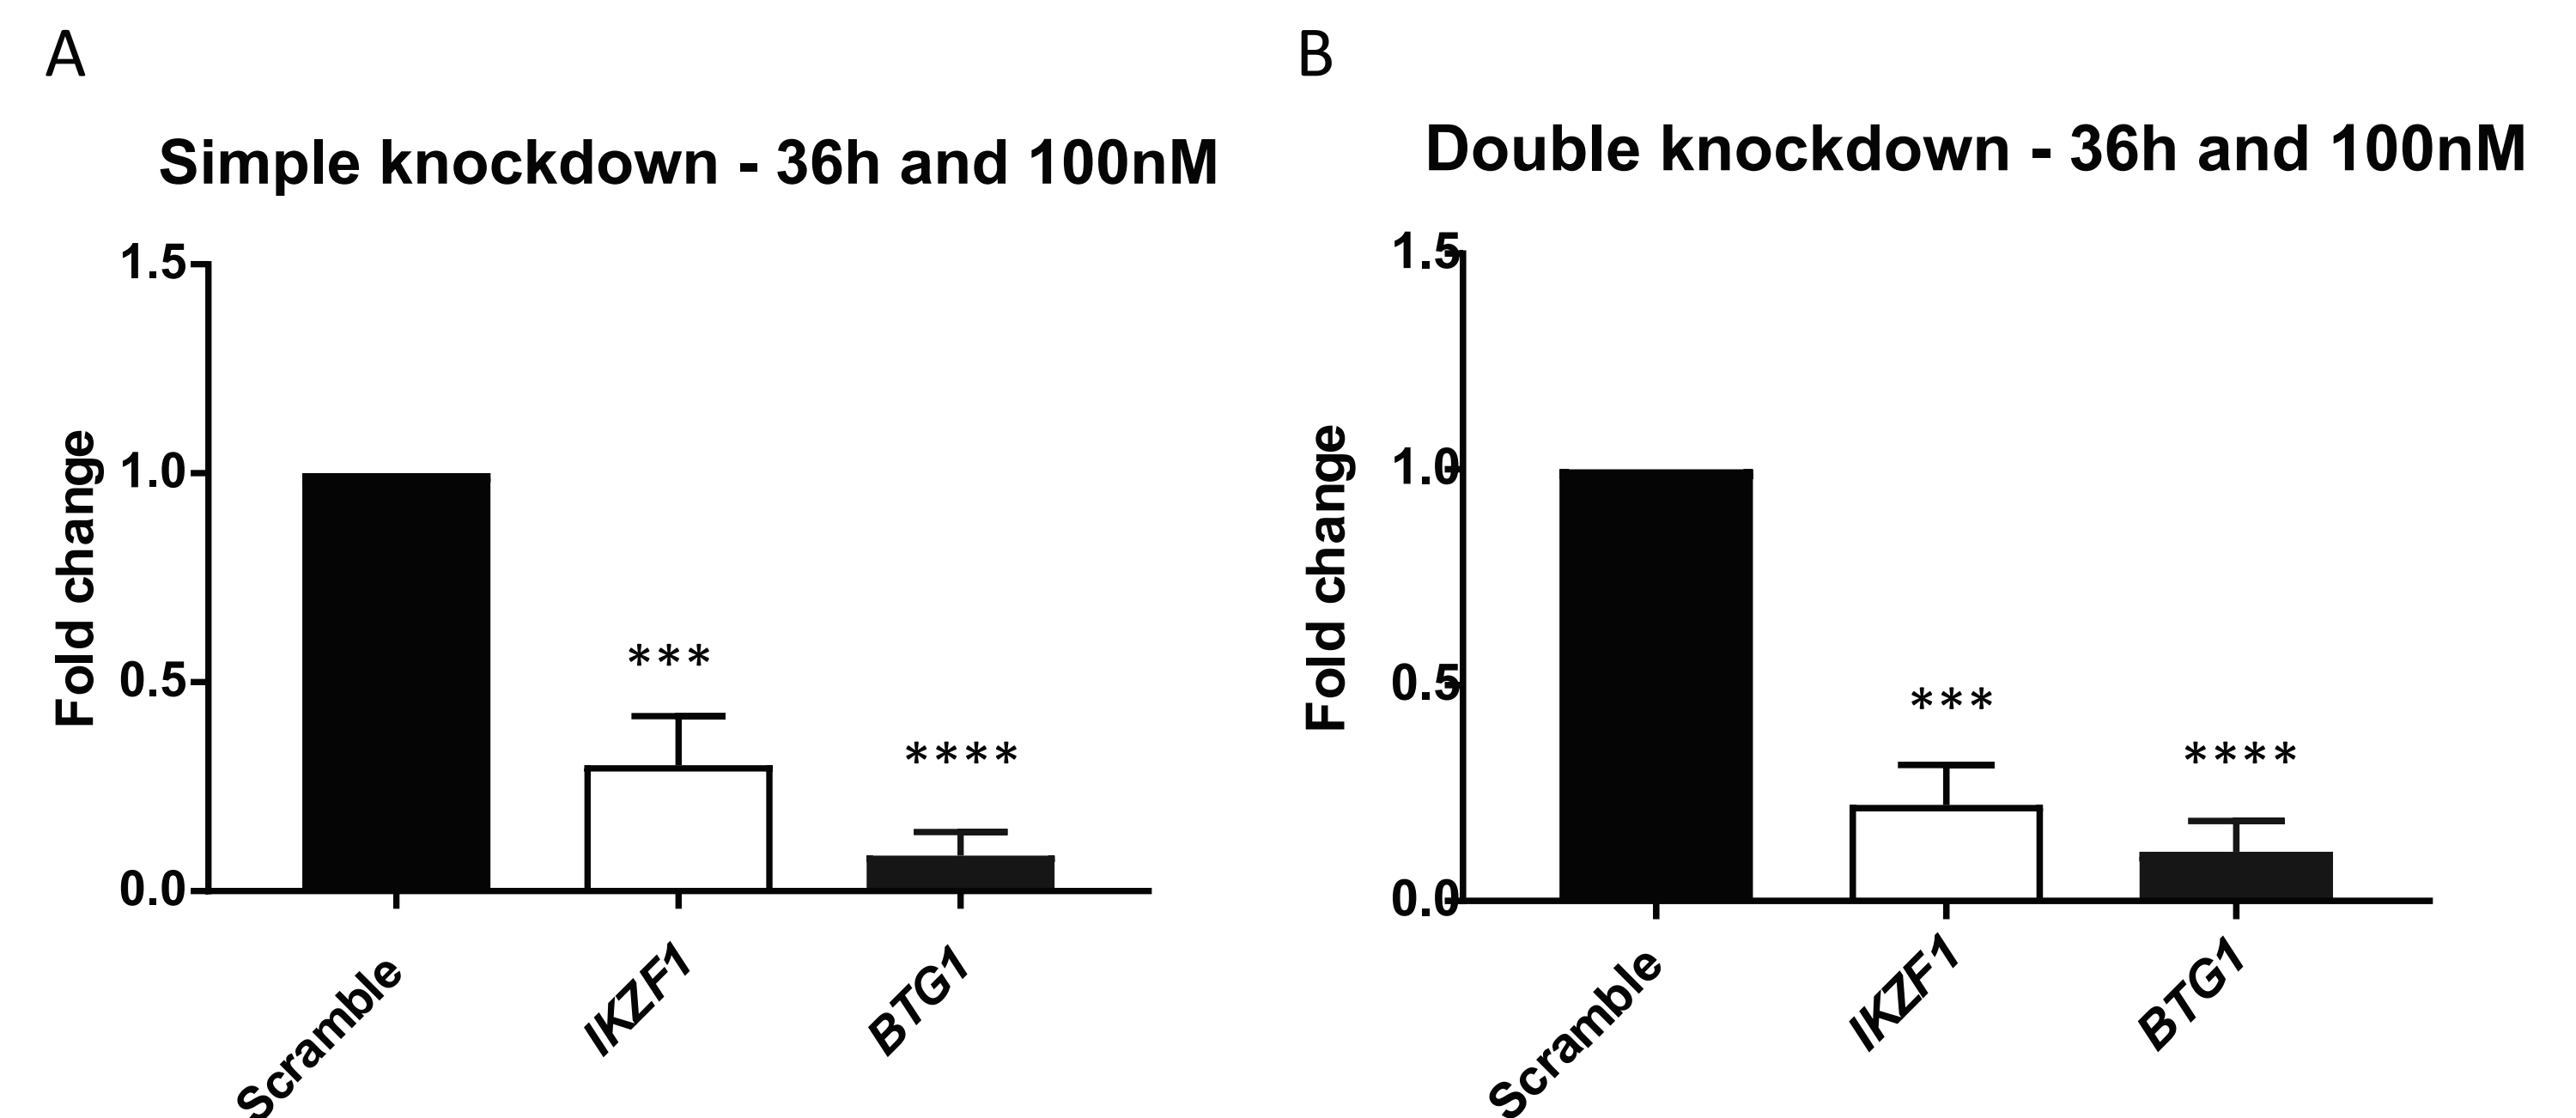 A
Simple knockdown - 36h and 100nM
Fold change
1.5
1.0
0.5
0.0
***
****
Scramble
IKZF1
BTG1
B
Double knockdown - 36h and 100nM
Fold change
1.5
1.0
0.5
0.0
***
****
Scramble
IKZF1
BTG1